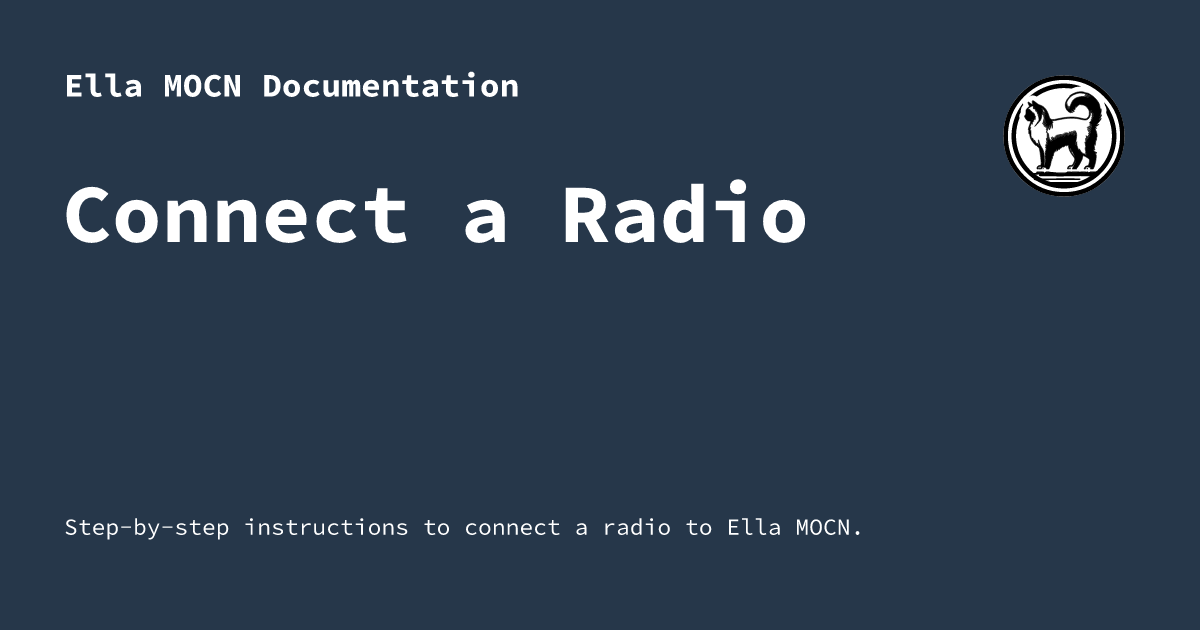 Ella MOCN Documentation
Connect a Radio
Step-by-step instructions to connect a radio to Ella MOCN.